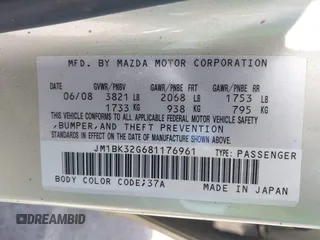 MFD. BY MAZDA MOTOR CORPORATION
GVWR/PNBV GAWR/PNBE FRT GAWR/PNBE RR
06/08 3821 LB 2068 LB 1753 LB
1733 KG 938 KG 795 KG
THIS VEHICLE CONFORMS TO ALL
APPLICABLE FEDERAL MOTOR VEHICLE SAFETY
,BUMPER,AND THEFT PREVENTION
STANDARDS IN EFFECT ON THE DATE OF
MANUFACTURE SHOWN ABOVE.
JM1BK32G681176961 TYPE: PASSENGER
BODY COLOR CODE;37A MADE IN JAPAN
DREAMBID